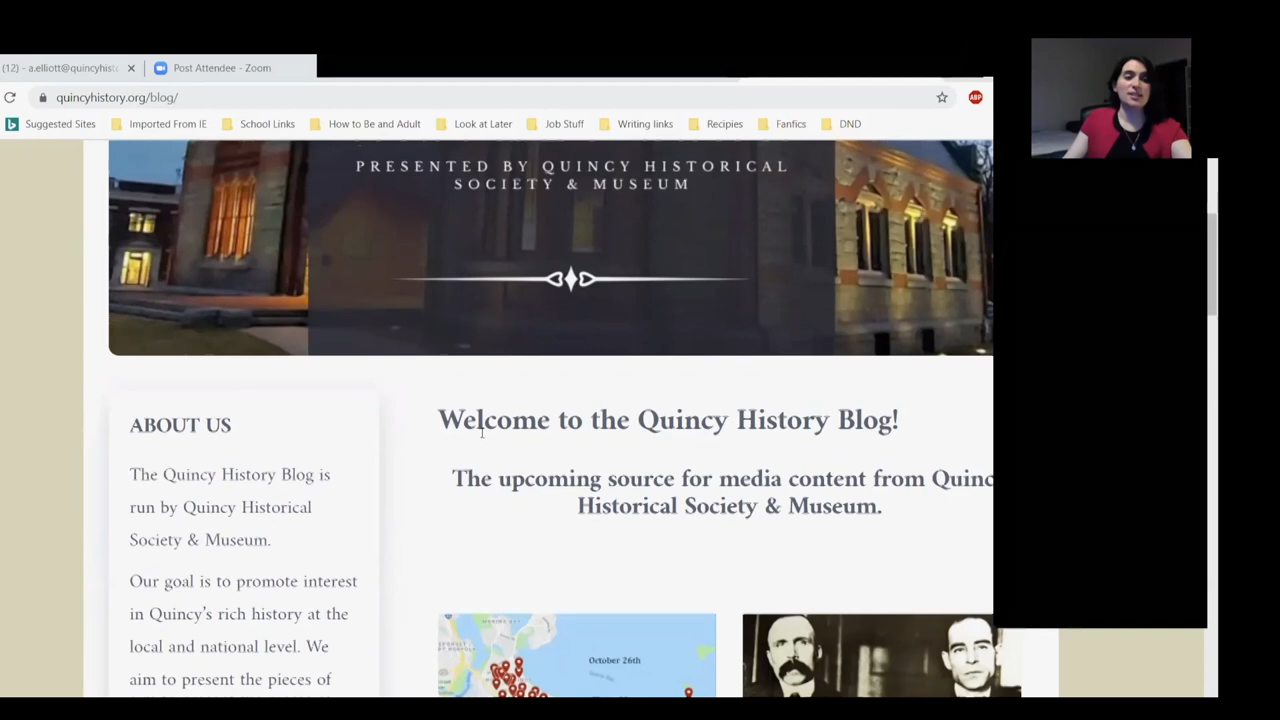 (12) - a.elliott@quincyhist
Post Attendee - Zoom
quincyhistory.org/blog/
ABP
Suggested Sites
Imported From IE
School Links
How to Be and Adult
Look at Later
Job Stuff
Writing links
Recipies
Fanfics
DND
PRESENTED BY QUINCY HISTORICAL
SOCIETY & MUSEUM
ABOUT US
The Quincy History Blog is
run by Quincy Historical
Society & Museum.
Our goal is to promote interest
in Quincy’s rich history at the
local and national level. We
aim to present the pieces of
Welcome to the Quincy History Blog!
The upcoming source for media content from Quinc
Historical Society & Museum.
October 26th